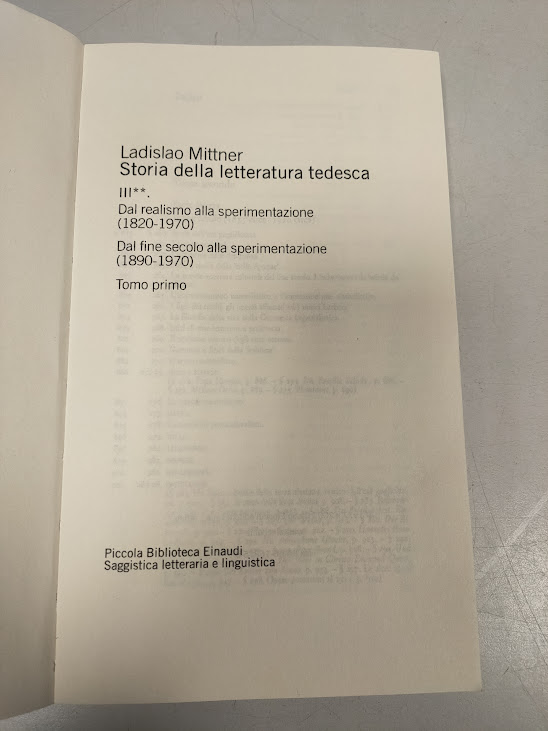 Ladislao Mittner
Storia della letteratura tedesca
III**.
Dal realismo alla sperimentazione
(1820-1970)
Dal fine secolo alla sperimentazione
(1890-1970)
Tomo primo
Piccola Biblioteca Einaudi
Saggistica letteraria e linguistica